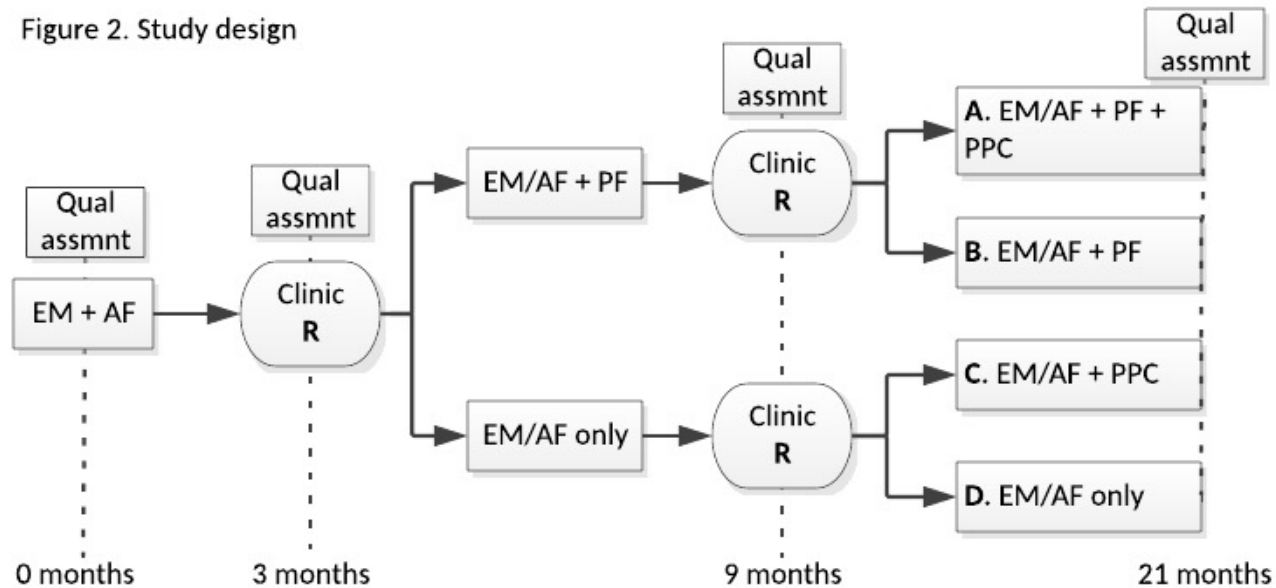 Figure 2. Study design
Qual
assmnt
EM + AF
Qual
assmnt
Clinic
R
EM/AF + PF
EM/AF only
Qual
assmnt
Clinic
R
Clinic
R
Qual
assmnt
A. EM/AF + PF +
PPC
B. EM/AF + PF
C. EM/AF + PPC
D. EM/AF only
0 months
3 months
9 months
21 months